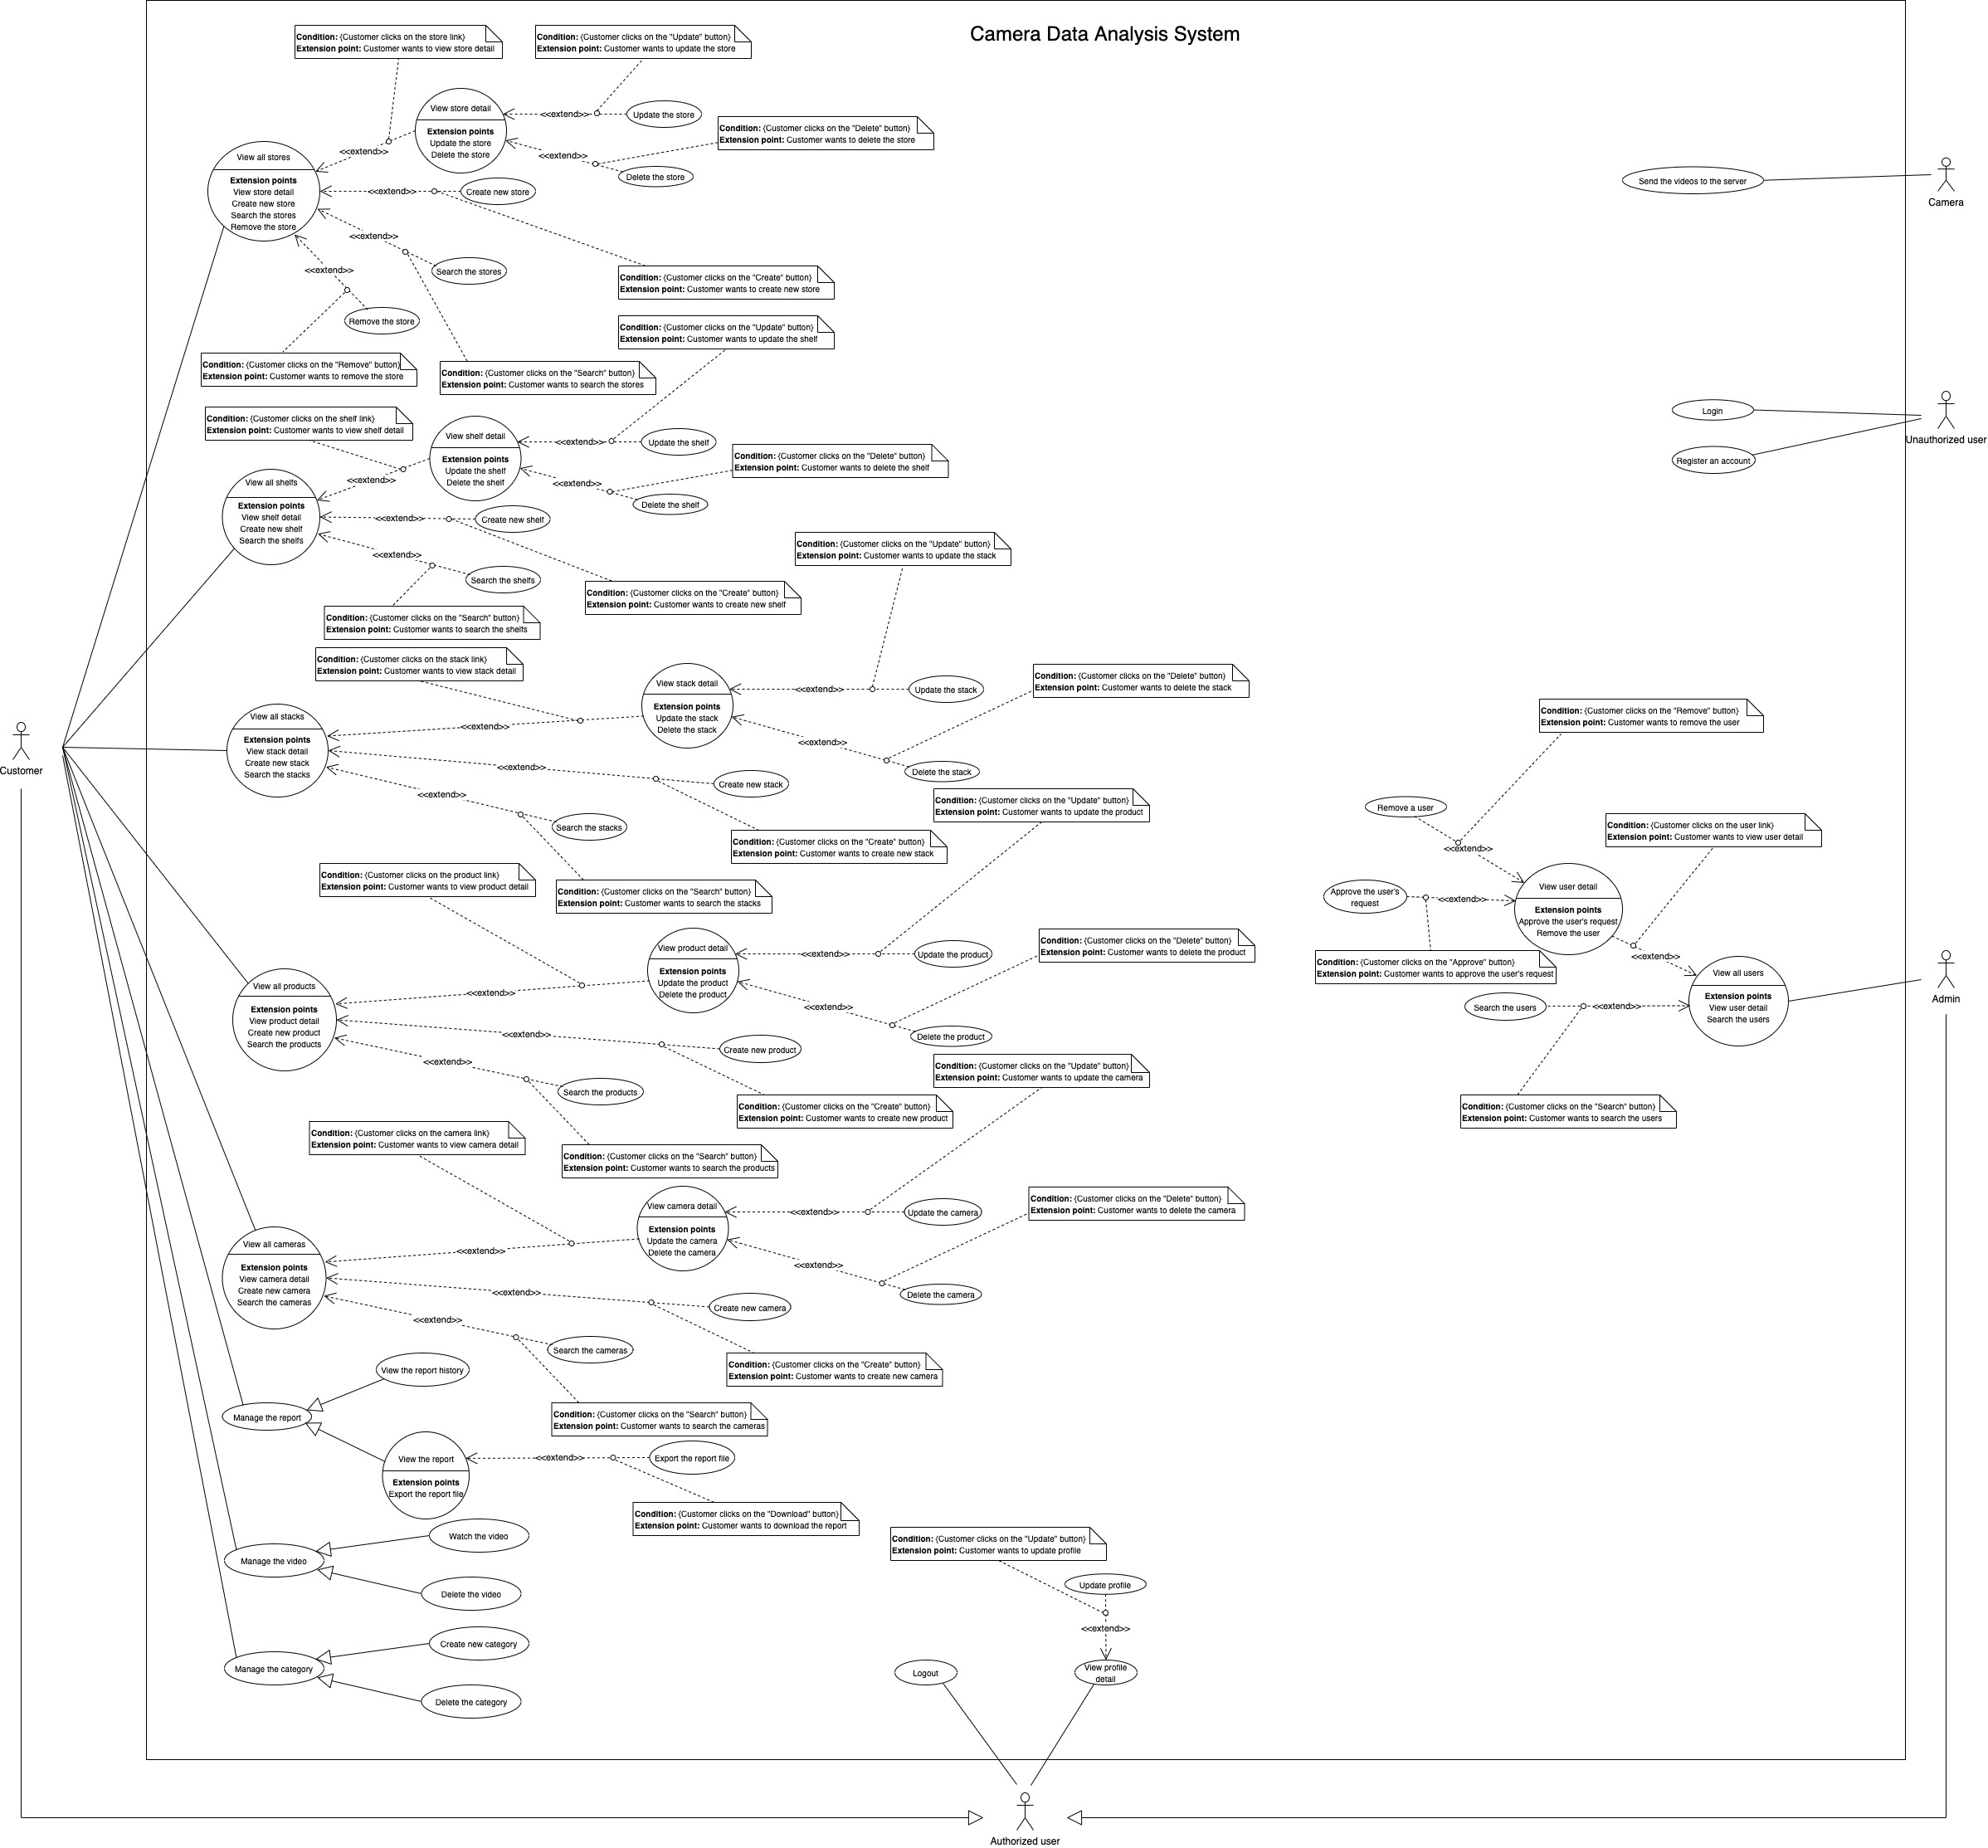 Camera Data Analysis System
Condition: {Customer clicks on the store link}
Extension point: Customer wants to view store detail
Condition: {Customer clicks on the "Update" button}
Extension point: Customer wants to update the store
View store detail
Extension points
Update the store
Delete the store
<<extend>>
Update the store
Condition: {Customer clicks on the "Delete" button}
Extension point: Customer wants to delete the store
<<extend>>
Delete the store
<<extend>>
View all stores
Extension points
View store detail
Create new store
Search the stores
Remove the store
<<extend>>
Create new store
<<extend>>
Search the stores
<<extend>>
Remove the store
Condition: {Customer clicks on the "Create" button}
Extension point: Customer wants to create new store
Condition: {Customer clicks on the "Update" button}
Extension point: Customer wants to update the shelf
Condition: {Customer clicks on the "Remove" button}
Extension point: Customer wants to remove the store
Condition: {Customer clicks on the "Search" button}
Extension point: Customer wants to search the stores
Condition: {Customer clicks on the shelf link}
Extension point: Customer wants to view shelf detail
View shelf detail
Extension points
Update the shelf
Delete the shelf
<<extend>>
Update the shelf
Condition: {Customer clicks on the "Delete" button}
Extension point: Customer wants to delete the shelf
<<extend>>
Delete the shelf
<<extend>>
View all shelfs
Extension points
View shelf detail
Create new shelf
Search the shelfs
<<extend>>
Create new shelf
<<extend>>
Search the shelfs
Condition: {Customer clicks on the "Create" button}
Extension point: Customer wants to create new shelf
Condition: {Customer clicks on the "Search" button}
Extension point: Customer wants to search the shelfs
Condition: {Customer clicks on the "Update" button}
Extension point: Customer wants to update the stack
Condition: {Customer clicks on the stack link}
Extension point: Customer wants to view stack detail
View stack detail
Extension points
Update the stack
Delete the stack
<<extend>>
Update the stack
Condition: {Customer clicks on the "Delete" button}
Extension point: Customer wants to delete the stack
<<extend>>
Delete the stack
<<extend>>
View all stacks
Extension points
View stack detail
Create new stack
Search the stacks
<<extend>>
Create new stack
<<extend>>
Search the stacks
Condition: {Customer clicks on the "Create" button}
Extension point: Customer wants to create new stack
Condition: {Customer clicks on the "Search" button}
Extension point: Customer wants to search the stacks
Condition: {Customer clicks on the "Update" button}
Extension point: Customer wants to update the product
Condition: {Customer clicks on the product link}
Extension point: Customer wants to view product detail
View product detail
Extension points
Update the product
Delete the product
<<extend>>
Update the product
Condition: {Customer clicks on the "Delete" button}
Extension point: Customer wants to delete the product
<<extend>>
Delete the product
<<extend>>
View all products
Extension points
View product detail
Create new product
Search the products
<<extend>>
Create new product
<<extend>>
Search the products
Condition: {Customer clicks on the "Create" button}
Extension point: Customer wants to create new product
Condition: {Customer clicks on the "Search" button}
Extension point: Customer wants to search the products
Condition: {Customer clicks on the "Update" button}
Extension point: Customer wants to update the camera
Condition: {Customer clicks on the camera link}
Extension point: Customer wants to view camera detail
View camera detail
Extension points
Update the camera
Delete the camera
<<extend>>
Update the camera
Condition: {Customer clicks on the "Delete" button}
Extension point: Customer wants to delete the camera
<<extend>>
Delete the camera
<<extend>>
View all cameras
Extension points
View camera detail
Create new camera
Search the cameras
<<extend>>
Create new camera
<<extend>>
Search the cameras
Condition: {Customer clicks on the "Create" button}
Extension point: Customer wants to create new camera
Condition: {Customer clicks on the "Search" button}
Extension point: Customer wants to search the cameras
View the report history
Manage the report
View the report
Extension points
Export the report file
<<extend>>
Export the report file
Condition: {Customer clicks on the "Download" button}
Extension point: Customer wants to download the report
Watch the video
Manage the video
Delete the video
Create new category
Manage the category
Delete the category
Customer
Condition: {Customer clicks on the "Update" button}
Extension point: Customer wants to update profile
Update profile
<<extend>>
Logout
View profile
detail
Authorized user
Send the videos to the server
Camera
Login
Register an account
Unauthorized user
Condition: {Customer clicks on the "Remove" button}
Extension point: Customer wants to remove the user
Remove a user
<<extend>>
Condition: {Customer clicks on the user link}
Extension point: Customer wants to view user detail
Approve the user's
request
<<extend>>
View user detail
Extension points
Approve the user's request
Remove the user
Condition: {Customer clicks on the "Approve" button}
Extension point: Customer wants to approve the user's request
<<extend>>
View all users
Extension points
View user detail
Search the users
Search the users
<<extend>>
Condition: {Customer clicks on the "Search" button}
Extension point: Customer wants to search the users
Admin